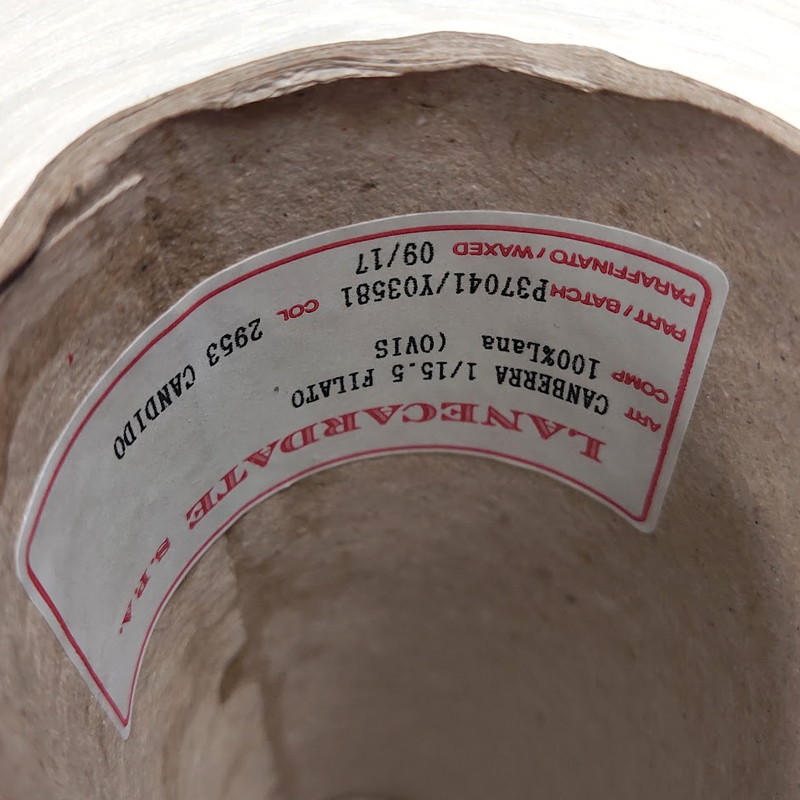 LANECARDATE S.P.A.
ART CANBERRA 1/15.5 FILATO
COMP 100%Lana (OVIS
PART / BATCH P37041/Y03581 COL 2953 CANDIDO
PARAFFINATO / WAXED 09/17